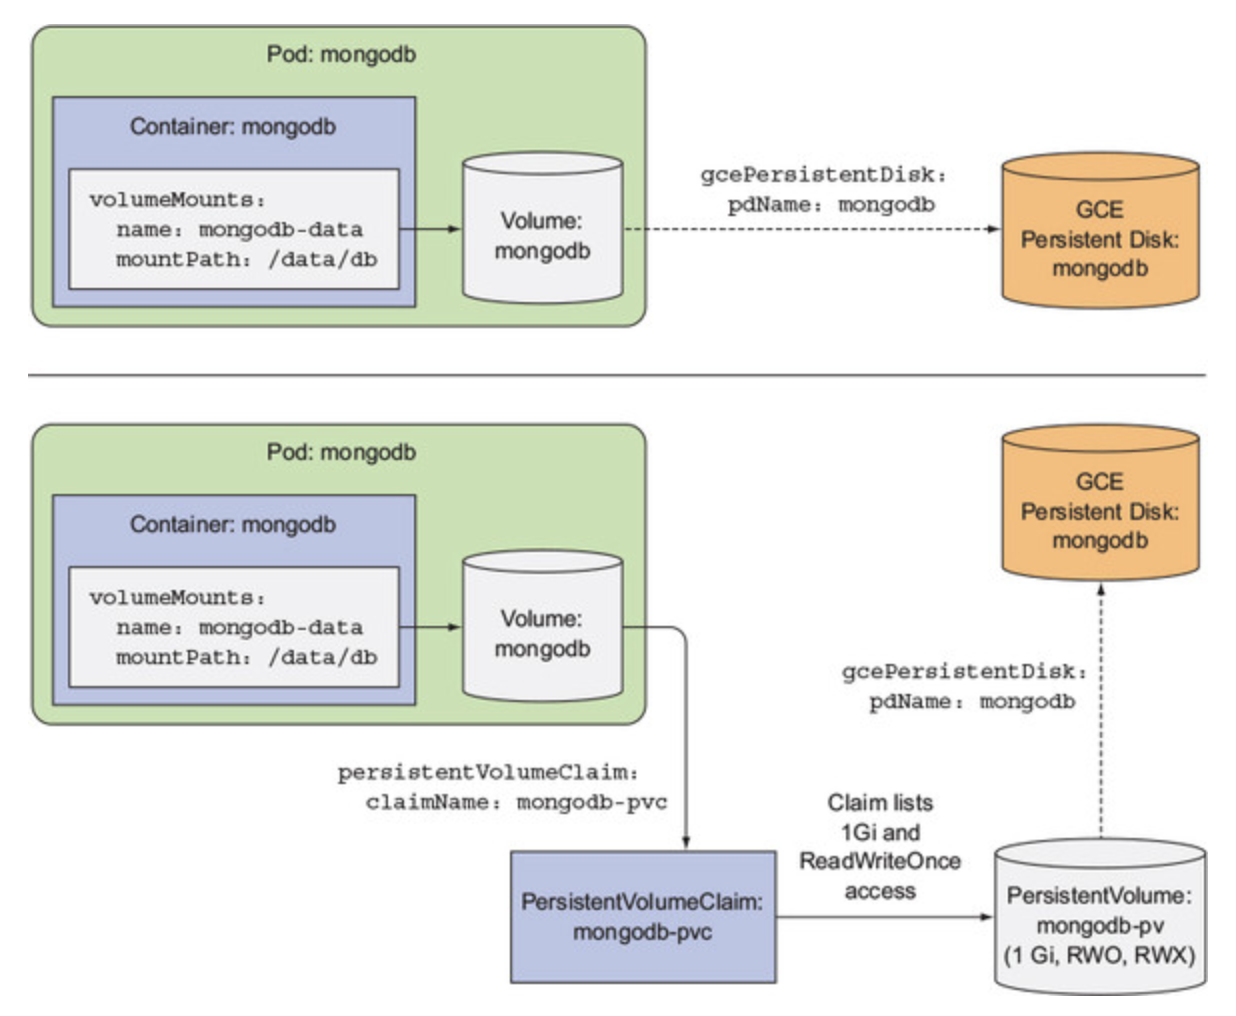 Pod: mongodb
Container: mongodb
volumeMounts:
name: mongodb-data
mountPath: /data/db
Volume:
mongodb
gcePersistentDisk:
pdName: mongodb
GCE
Persistent Disk:
mongodb
Pod: mongodb
Container: mongodb
volumeMounts:
name: mongodb-data
mountPath: /data/db
Volume:
mongodb
GCE
Persistent Disk:
mongodb
gcePersistentDisk:
pdName: mongodb
persistentVolumeClaim:
claimName: mongodb-pvc
PersistentVolumeClaim:
mongodb-pvc
Claim lists
1Gi and
ReadWriteOnce
access
PersistentVolume:
mongodb-pv
(1 Gi, RWO, RWX)